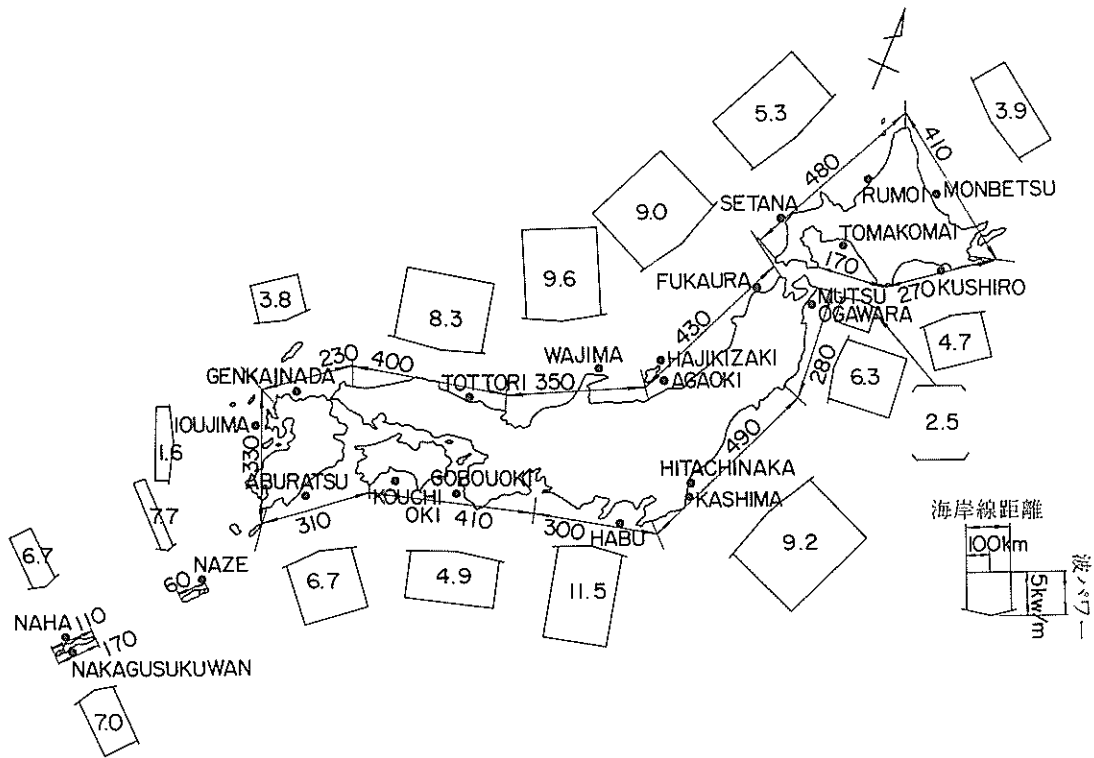 5.3
3.9
480
410
9.0
SETANA
RUMOI
MONBETSU
TOMAKOMAI
170
9.6
FUKAURA
MUTSU
OGAWARA
270
KUSHIRO
3.8
8.3
430
4.7
WAJIMA
HAJIKIZAKI
AGAOKI
280
6.3
230
400
GENKAINADA
TOTTORI
350
2.5
IOUJIMA
1.6
330
490
ABURATSU
KOUCHI
OKI
GOBOUOKI
HITACHINAKA
KASHIMA
310
410
300
HABU
9.2
7.7
6.7
NAZE
60
6.7
4.9
11.5
NAHA
110
170
NAKAGUSUKUWAN
7.0
海岸線距離
100km
5kw/m
波パワー